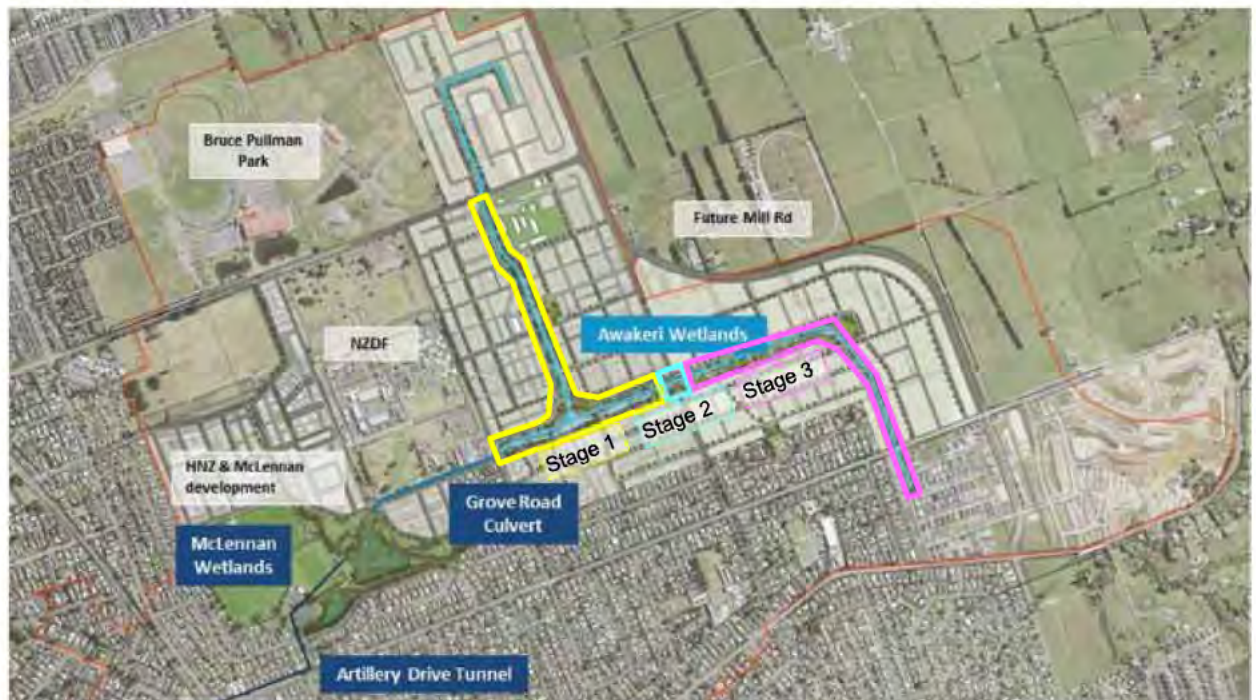 Bruce Pullman
Park
Future Mill Rd
Awakeri Wetlands
NZDF
Stage 3
Stage 2
Stage 1
HNZ & McLennan
development
Grove Road
Culvert
McLennan
Wetlands
Artillery Drive Tunnel